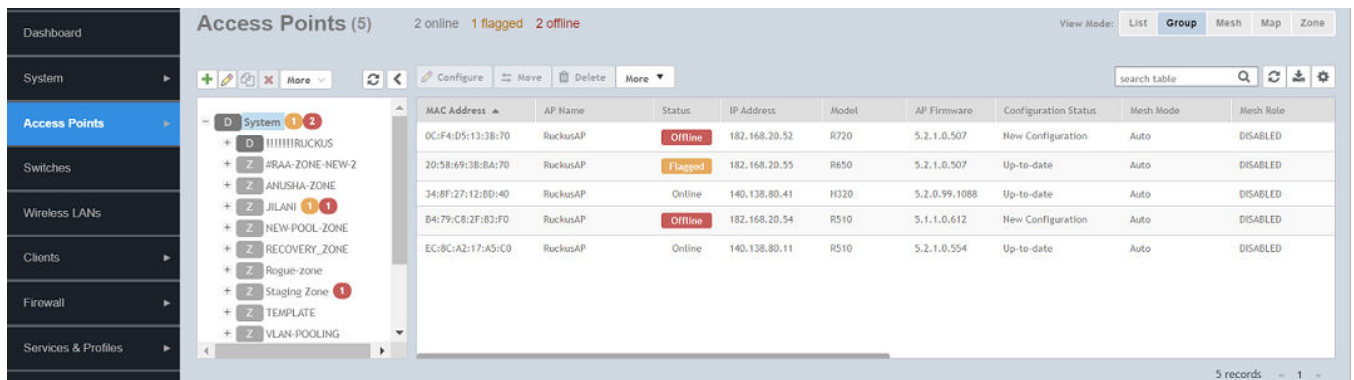 Dashboard
System
Access Points
Switches
Wireless LANs
Clients
Firewall
Services & Profiles
Access Points (5) 2 online 1 flagged 2 offline
View Mode: List Group Mesh Map Zone
More
Configure Move Delete More
search table
D System 1 2
D !!!!!!!RUCKUS
Z #RAA-ZONE-NEW-2
Z ANUSHA-ZONE
Z JILANI 1 1
Z NEW-POOL-ZONE
Z RECOVERY_ZONE
Z Rogue-zone
Z Staging Zone 1
Z TEMPLATE
Z VLAN-POOLING
MAC Address AP Name Status IP Address Model AP Firmware Configuration Status Mesh Mode Mesh Role
0C:F4:D5:13:3B:70 RuckusAP Offline 182.168.20.52 R720 5.2.1.0.507 New Configuration Auto DISABLED
20:58:69:3B:BA:70 RuckusAP Flagged 182.168.20.55 R650 5.2.1.0.507 Up-to-date Auto DISABLED
34:8F:27:12:BD:40 RuckusAP Online 140.138.80.41 H320 5.2.0.99.1088 Up-to-date Auto DISABLED
B4:79:C8:2F:83:F0 RuckusAP Offline 182.168.20.54 R510 5.1.1.0.612 New Configuration Auto DISABLED
EC:8C:A2:17:A5:C0 RuckusAP Online 140.138.80.11 R510 5.2.1.0.554 Up-to-date Auto DISABLED
5 records « 1 »